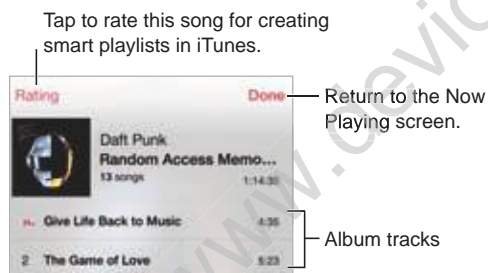 Tap to rate this song for creating
smart playlists in iTunes.
Rating
Done
Return to the Now
Playing screen.
Daft Punk
Random Access Memo...
13 songs
1:14:30
Give Life Back to Music
4:35
Album tracks
2 The Game of Love
5:23